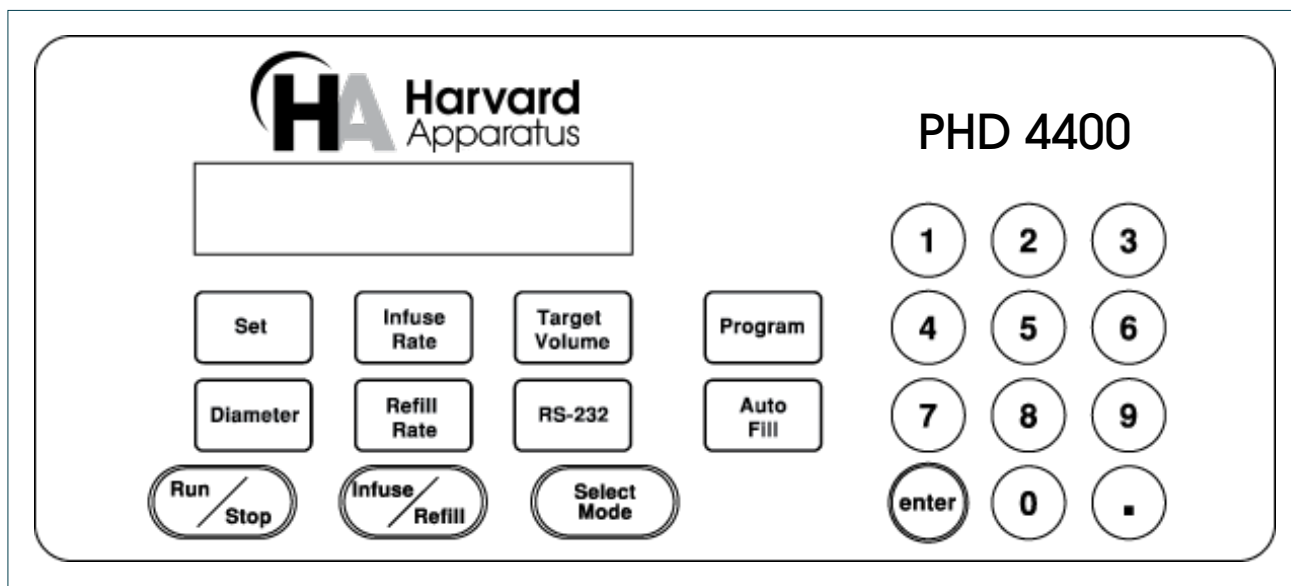 HA Harvard
Apparatus
PHD 4400
1 2 3
Set
Infuse
Rate
Target
Volume
Program
4 5 6
Diameter
Refill
Rate
RS-232
Auto
Fill
7 8 9
Run/
Stop
Infuse/
Refill
Select
Mode
enter 0 .